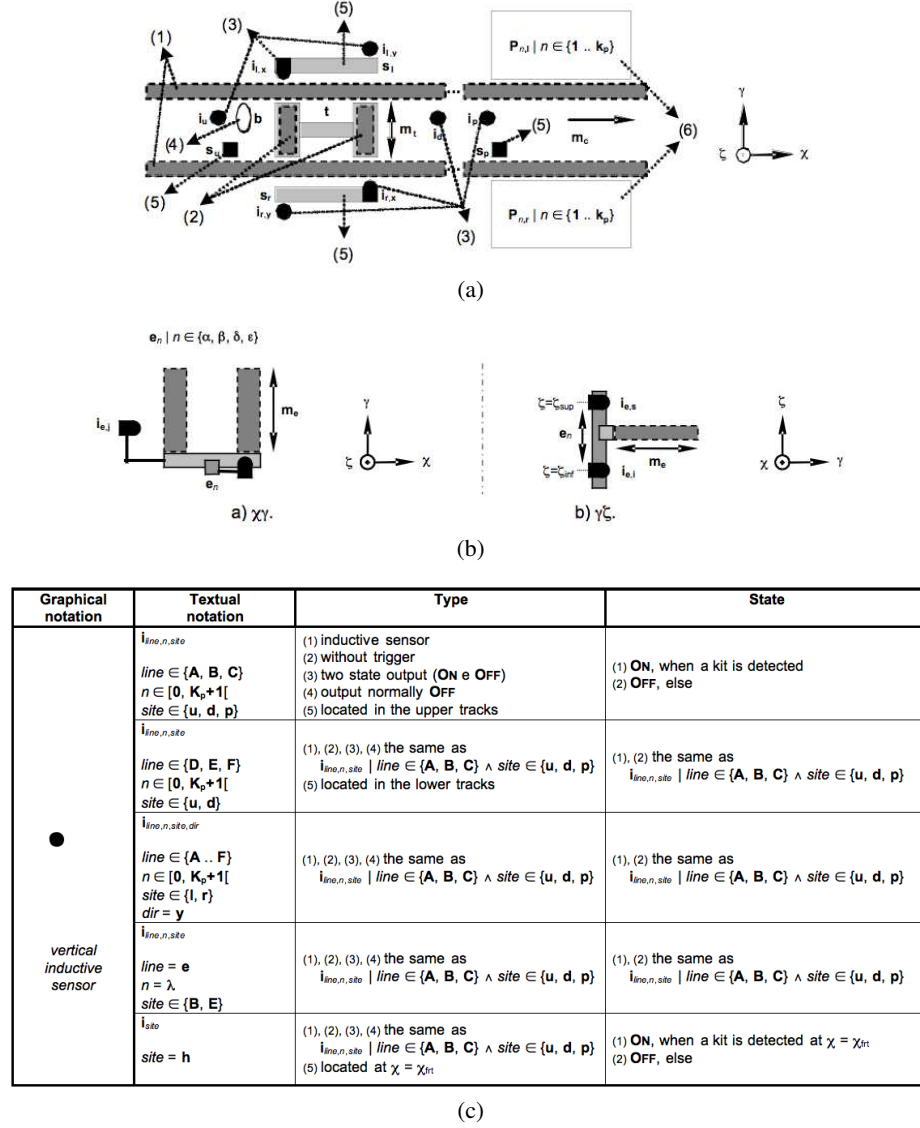 (5)
(3)
(1)
i_l,y
P_n,l | n ∈ {1 .. k_p}
i_l,x
s_l
γ
i_u
b
t
i_d
i_p
(5)
(6)
m_t
m_c
ζ
χ
(4)
s_u
s_p
(5)
(2)
s_r
i_r,x
i_r,y
(3)
P_n,r | n ∈ {1 .. k_p}
(5)
(a)
e_n | n ∈ {α, β, δ, ε}
m_e
i_e,j
e_n
γ
ζ
χ
a) χγ.
ζ=ζ_sup
i_e,s
e_n
m_e
ζ=ζ_inf
i_e,i
ζ
χ
γ
b) γζ.
(b)
Graphical notation
Textual notation
Type
State
vertical
inductive
sensor
i_line,n,site
line ∈ {A, B, C}
n ∈ [0, K_p+1[
site ∈ {u, d, p}
(1) inductive sensor
(2) without trigger
(3) two state output (ON e OFF)
(4) output normally OFF
(5) located in the upper tracks
(1) ON, when a kit is detected
(2) OFF, else
i_line,n,site
line ∈ {D, E, F}
n ∈ [0, K_p+1[
site ∈ {u, d}
(1), (2), (3), (4) the same as
i_line,n,site | line ∈ {A, B, C} ∧ site ∈ {u, d, p}
(5) located in the lower tracks
(1), (2) the same as
i_line,n,site | line ∈ {A, B, C} ∧ site ∈ {u, d, p}
i_line,n,site,dir
line ∈ {A .. F}
n ∈ [0, K_p+1[
site ∈ {l, r}
dir = y
(1), (2), (3), (4) the same as
i_line,n,site | line ∈ {A, B, C} ∧ site ∈ {u, d, p}
(1), (2) the same as
i_line,n,site | line ∈ {A, B, C} ∧ site ∈ {u, d, p}
i_line,n,site
line = e
n = λ
site ∈ {B, E}
(1), (2), (3), (4) the same as
i_line,n,site | line ∈ {A, B, C} ∧ site ∈ {u, d, p}
(1), (2) the same as
i_line,n,site | line ∈ {A, B, C} ∧ site ∈ {u, d, p}
i_site
site = h
(1), (2), (3), (4) the same as
i_line,n,site | line ∈ {A, B, C} ∧ site ∈ {u, d, p}
(5) located at χ = χ_frt
(1) ON, when a kit is detected at χ = χ_frt
(2) OFF, else
(c)